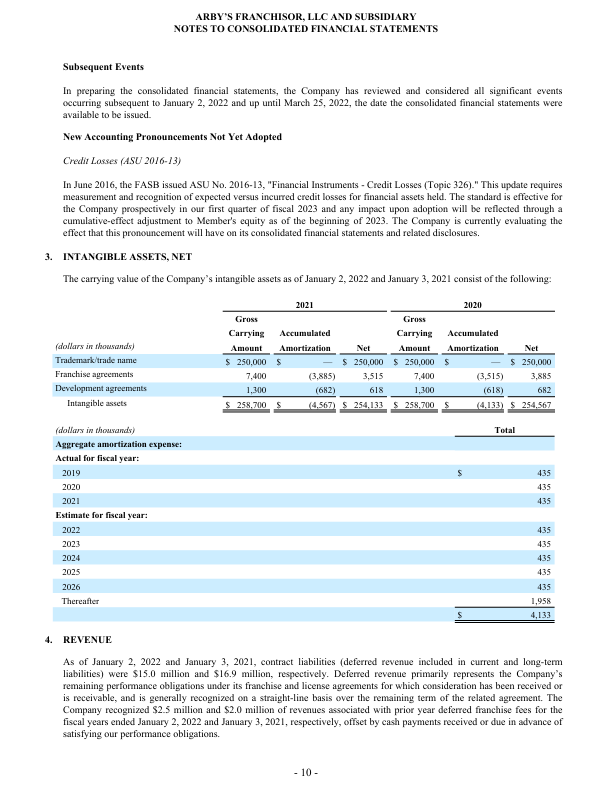 ARBY'S FRANCHISOR, LLC AND SUBSIDIARY
NOTES TO CONSOLIDATED FINANCIAL STATEMENTS
Subsequent Events
In preparing the consolidated financial statements, the Company has reviewed and considered all significant events
occurring subsequent to January 2, 2022 and up until March 25, 2022, the date the consolidated financial statements were
available to be issued.
New Accounting Pronouncements Not Yet Adopted
Credit Losses (ASU 2016-13)
In June 2016, the FASB issued ASU No. 2016-13, "Financial Instruments - Credit Losses (Topic 326)." This update requires
measurement and recognition of expected versus incurred credit losses for financial assets held. The standard is effective for
the Company prospectively in our first quarter of fiscal 2023 and any impact upon adoption will be reflected through a
cumulative-effect adjustment to Member's equity as of the beginning of 2023. The Company is currently evaluating the
effect that this pronouncement will have on its consolidated financial statements and related disclosures.
3. INTANGIBLE ASSETS, NET
The carrying value of the Company's intangible assets as of January 2, 2022 and January 3, 2021 consist of the following:
2021 2020
Gross Gross
Carrying Accumulated Carrying Accumulated
(dollars in thousands) Amount Amortization Net Amount Amortization Net
Trademark/trade name $ 250,000 $ — $ 250,000 $ 250,000 $ — $ 250,000
Franchise agreements 7,400 (3,885) 3,515 7,400 (3,515) 3,885
Development agreements 1,300 (682) 618 1,300 (618) 682
Intangible assets $ 258,700 $ (4,567) $ 254,133 $ 258,700 $ (4,133) $ 254,567
(dollars in thousands) Total
Aggregate amortization expense:
Actual for fiscal year:
2019 $ 435
2020 435
2021 435
Estimate for fiscal year:
2022 435
2023 435
2024 435
2025 435
2026 435
Thereafter 1,958
$ 4,133
4. REVENUE
As of January 2, 2022 and January 3, 2021, contract liabilities (deferred revenue included in current and long-term
liabilities) were $15.0 million and $16.9 million, respectively. Deferred revenue primarily represents the Company's
remaining performance obligations under its franchise and license agreements for which consideration has been received or
is receivable, and is generally recognized on a straight-line basis over the remaining term of the related agreement. The
Company recognized $2.5 million and $2.0 million of revenues associated with prior year deferred franchise fees for the
fiscal years ended January 2, 2022 and January 3, 2021, respectively, offset by cash payments received or due in advance of
satisfying our performance obligations.
- 10 -